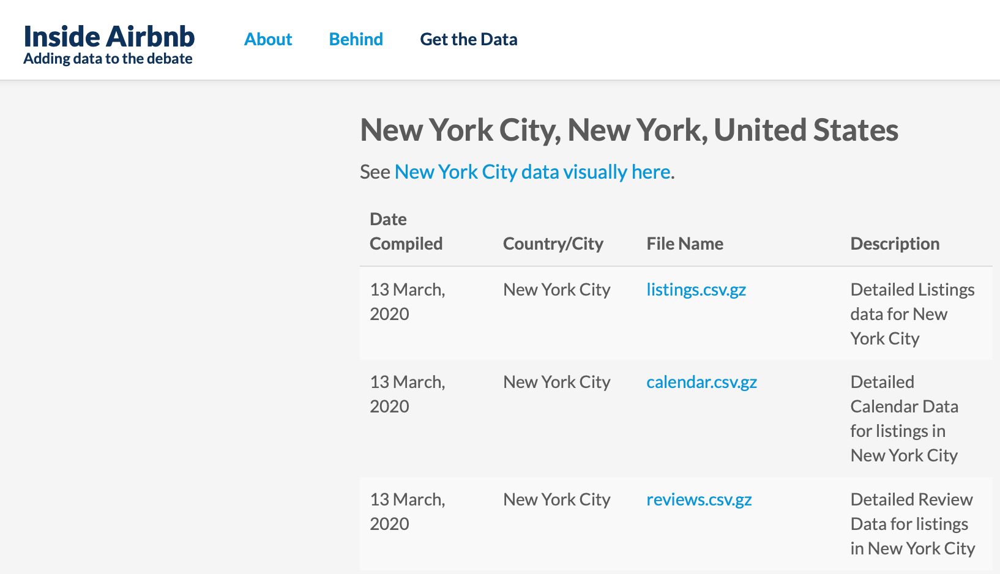 Inside Airbnb
Adding data to the debate
About
Behind
Get the Data
New York City, New York, United States
See New York City data visually here.
Date
Compiled
Country/City
File Name
Description
13 March,
2020
New York City
listings.csv.gz
Detailed Listings
data for New
York City
13 March,
2020
New York City
calendar.csv.gz
Detailed
Calendar Data
for listings in
New York City
13 March,
2020
New York City
reviews.csv.gz
Detailed Review
Data for listings
in New York City